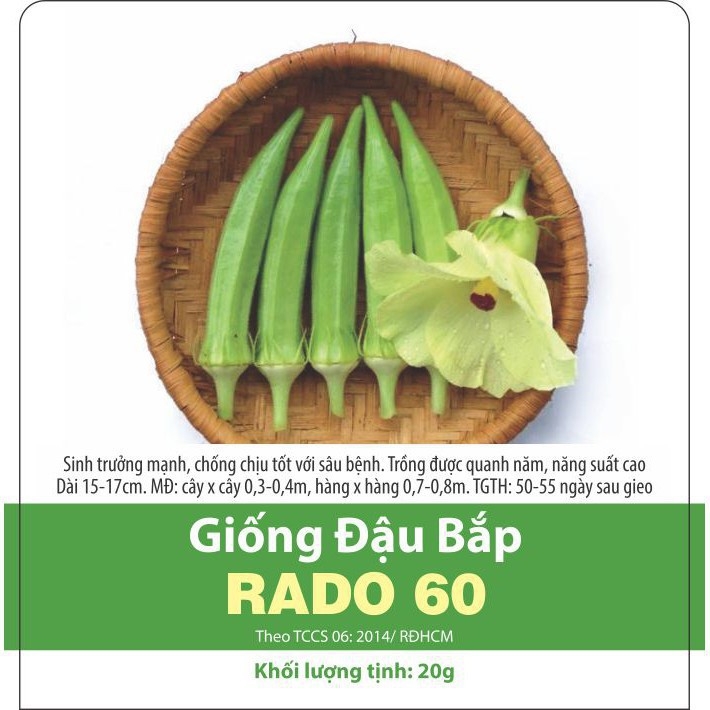 Sinh trưởng mạnh, chống chịu tốt với sâu bệnh. Trồng được quanh năm, năng suất cao
Dài 15-17cm. MĐ: cây x cây 0,3-0,4m, hàng x hàng 0,7-0,8m. TGTH: 50-55 ngày sau gieo
Giống Đậu Bắp
RADO 60
Theo TCCS 06: 2014/ RĐHCM
Khối lượng tịnh: 20g